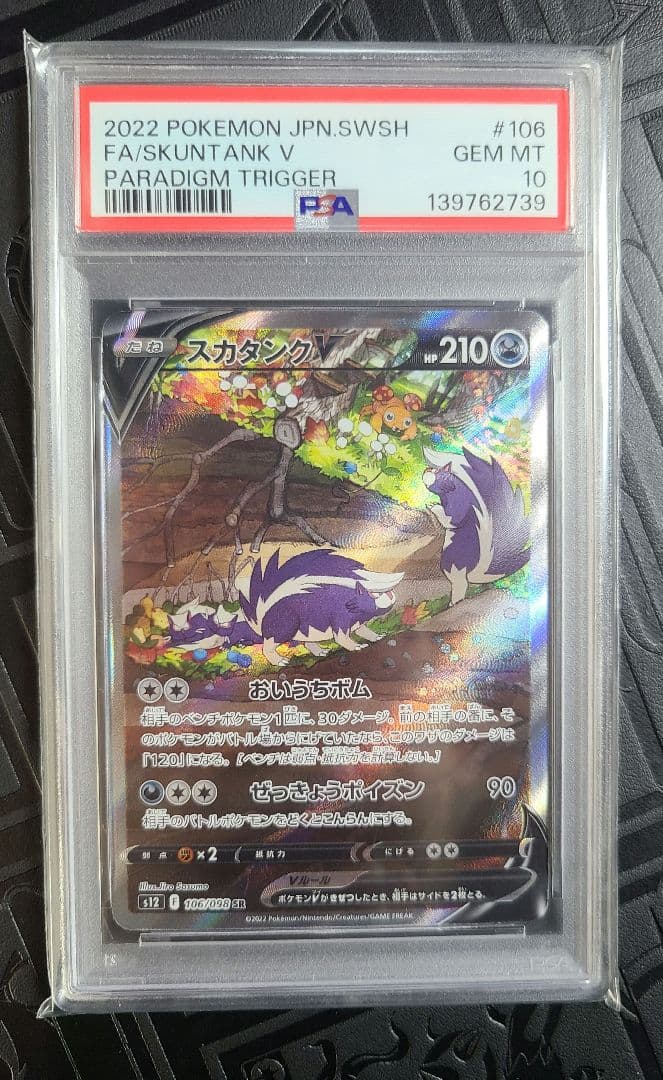 2022 POKEMON JPN.SWSH #106
FA/SKUNTANK V GEM MT
PARADIGM TRIGGER 10
PSA 139762739
たね スカタンクV HP 210
おいうちボム
相手のベンチポケモン1匹に、30ダメージ。前の相手の番に、そ
のポケモンがバトル場からにげていたなら、このワザのダメージは
「120」になる。[ベンチは弱点・抵抗力を計算しない。]
ぜっきょうポイズン 90
相手のバトルポケモンをどくとこんらんにする。
弱点 ×2 抵抗力 にげる
Vルール
ポケモンVがきぜつしたとき、相手はサイドを2枚とる。
Illus.Jiro Sasumo
s12 F 106/098 SR
©2022 Pokémon/Nintendo/Creatures/GAME FREAK